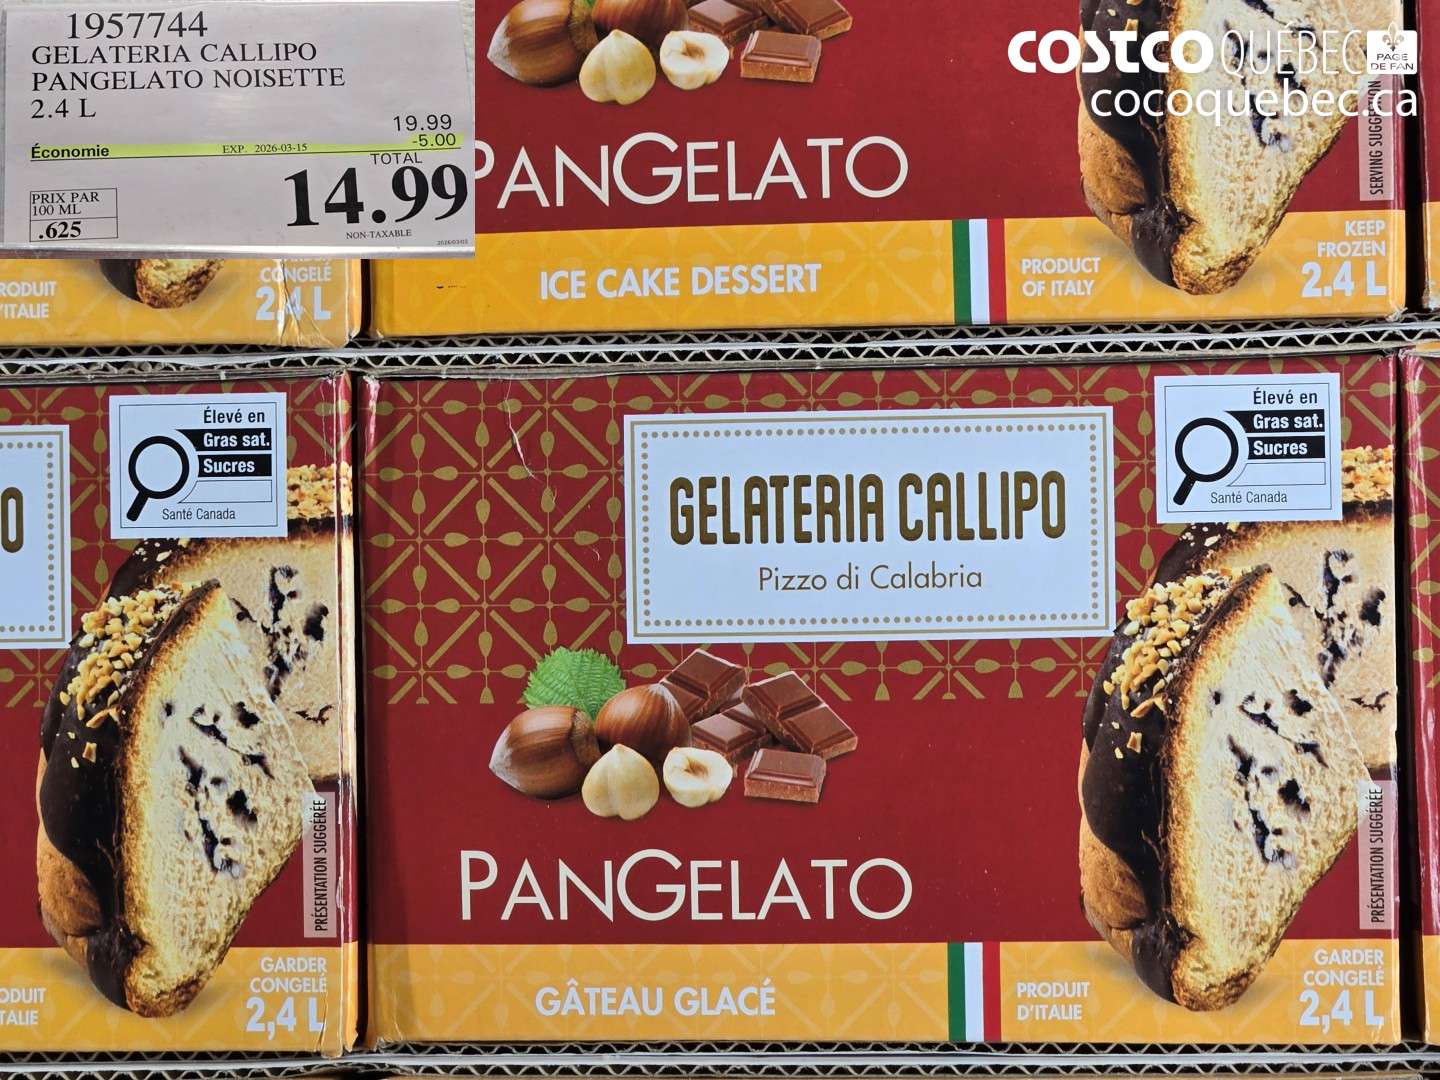 1957744
GELATERIA CALLIPO
PANGELATO NOISETTE
2.4 L
19.99
Économie EXP. 2026-03-15 -5.00
TOTAL
14.99
PRIX PAR
100 ML
.625
NON-TAXABLE
COSTCO QUÉBEC PAGE DE FAN
cocoquebec.ca
PANGELATO
SERVING SUGGESTION
ICE CAKE DESSERT
PRODUCT
OF ITALY
KEEP
FROZEN
2.4 L
RODUIT
D'ITALIE
CONGELÉ
2,4 L
Élevé en
Gras sat.
Sucres
Santé Canada
O
PRÉSENTATION SUGGÉRÉE
ODUIT
TALIE
GARDER
CONGELÉ
2,4 L
Élevé en
Gras sat.
Sucres
Santé Canada
GELATERIA CALLIPO
Pizzo di Calabria
PANGELATO
PRÉSENTATION SUGGÉRÉE
GÂTEAU GLACÉ
PRODUIT
D'ITALIE
GARDER
CONGELÉ
2,4 L